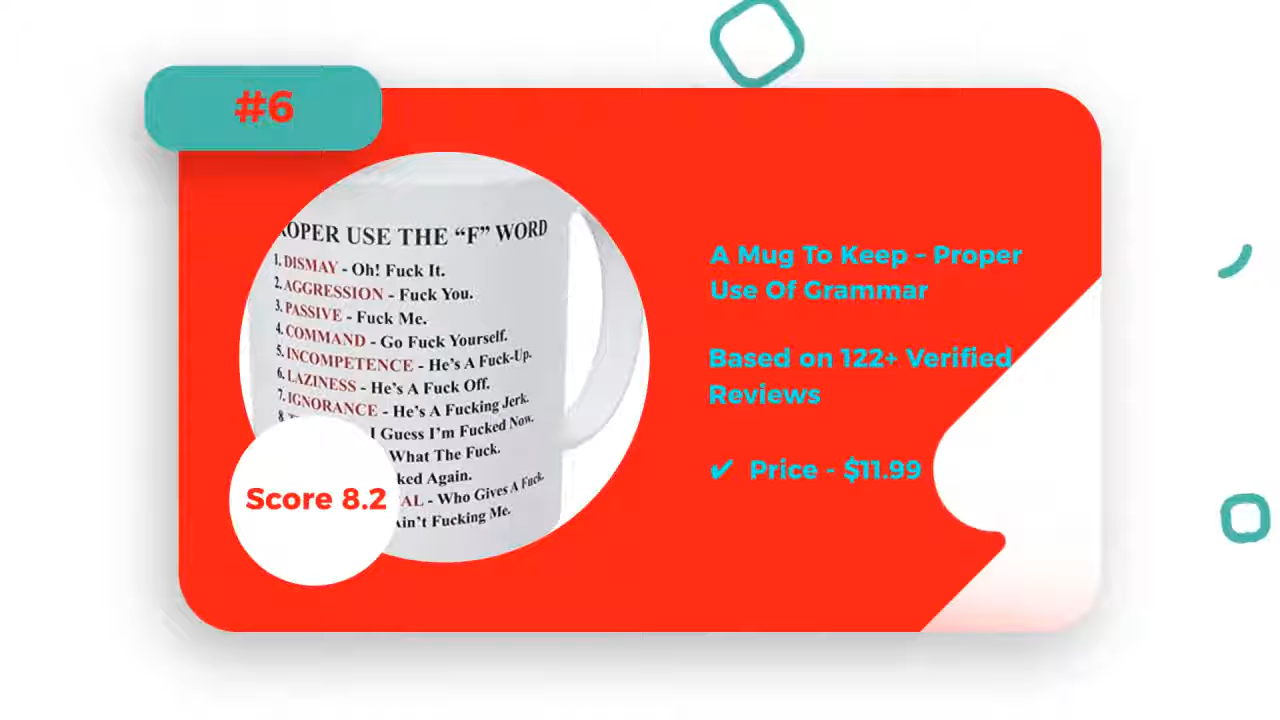 #6
OPER USE THE “F” WORD
1. DISMAY - Oh! Fuck It.
2. AGGRESSION - Fuck You.
3. PASSIVE - Fuck Me.
4. COMMAND - Go Fuck Yourself.
5. INCOMPETENCE - He's A Fuck-Up.
6. LAZINESS - He's A Fuck Off.
7. IGNORANCE - He's A Fucking Jerk.
8. I Guess I'm Fucked Now.
What The Fuck.
ked Again.
AL - Who Gives A Fuck.
Ain't Fucking Me.
Score 8.2
A Mug To Keep – Proper
Use Of Grammar
Based on 122+ Verified
Reviews
✔ Price - $11.99